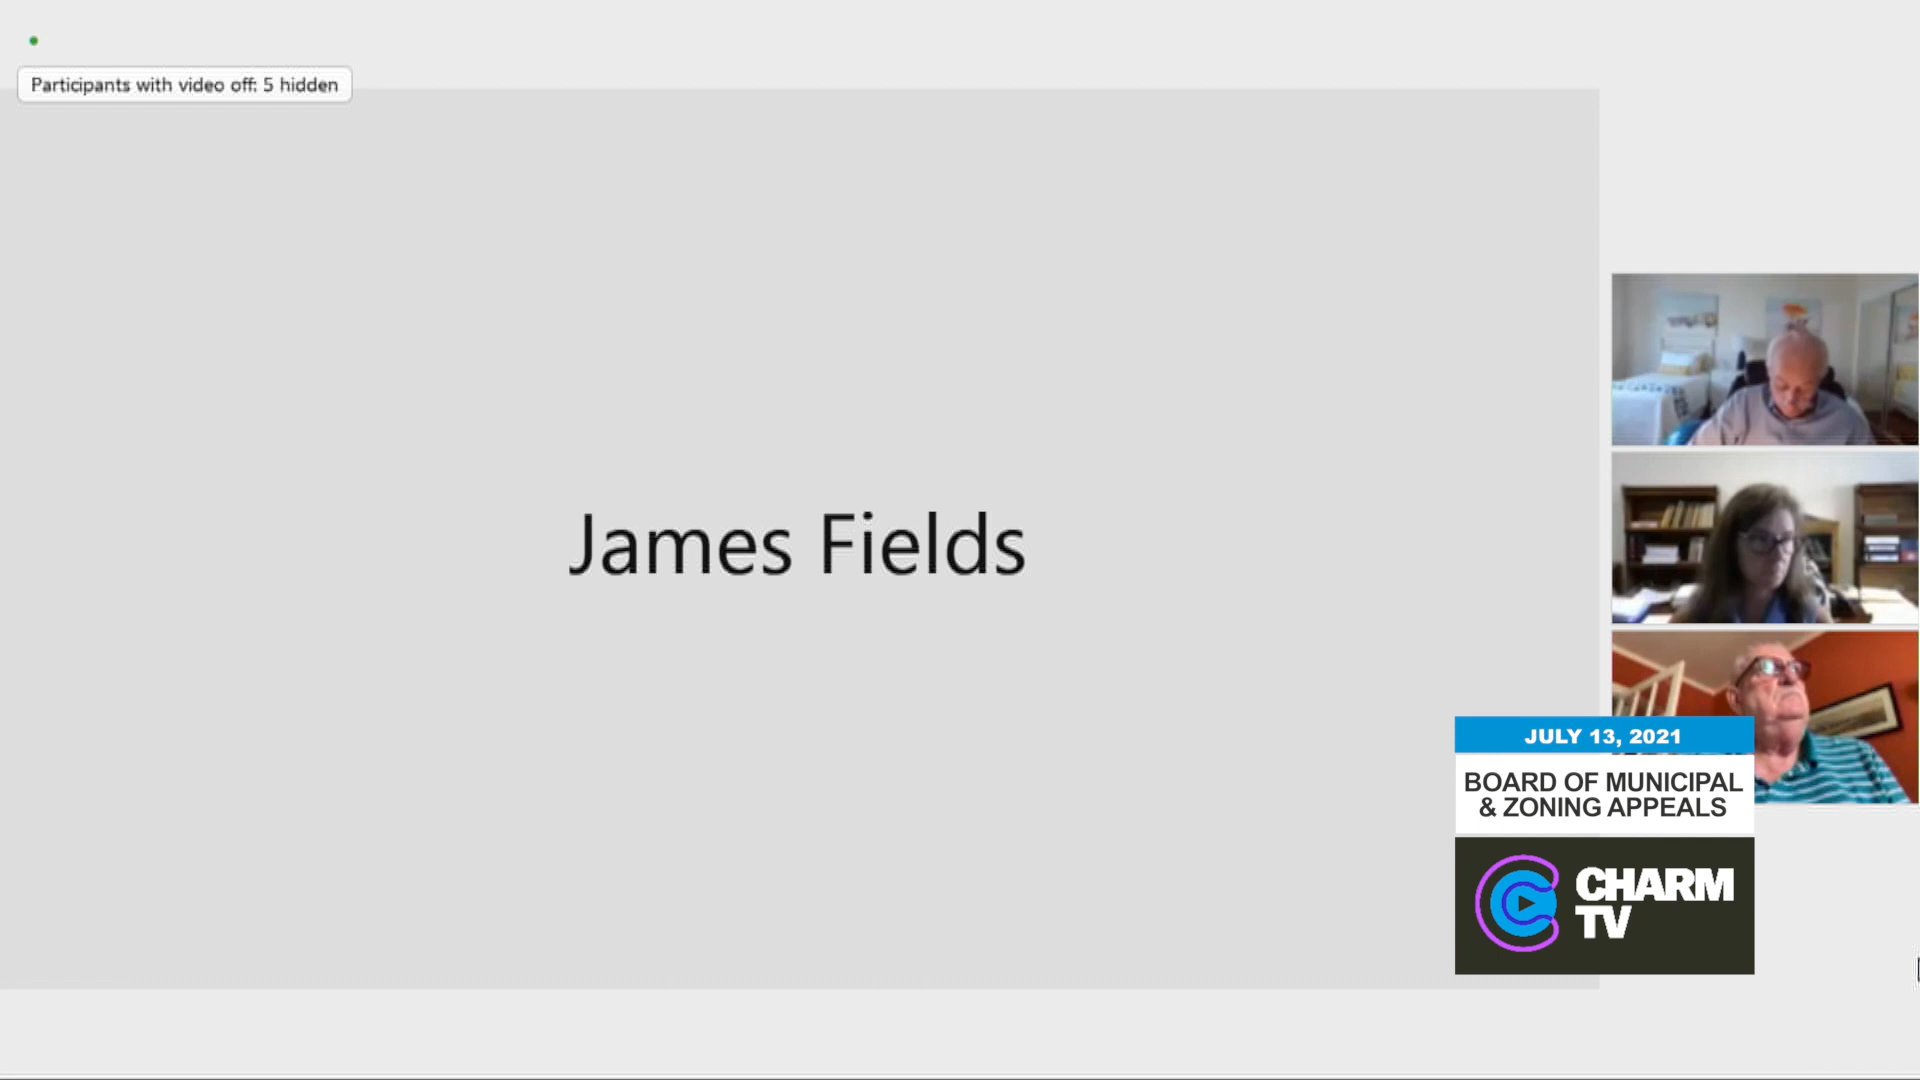 Participants with video off: 5 hidden
James Fields
JULY 13, 2021
BOARD OF MUNICIPAL
& ZONING APPEALS
CHARM
TV